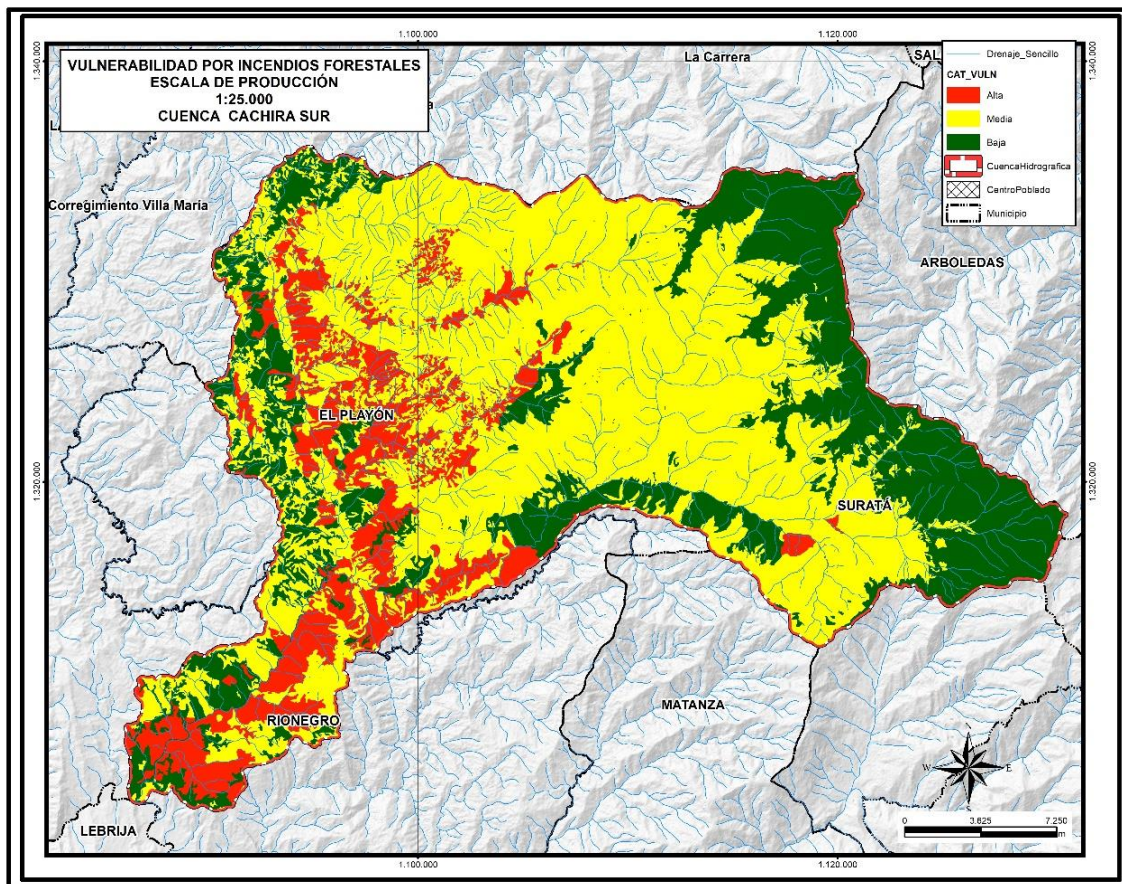 1.100.000
1.120.000
1.340.000
1.340.000
VULNERABILIDAD POR INCENDIOS FORESTALES
ESCALA DE PRODUCCIÓN
1:25.000
CUENCA CACHIRA SUR
La Carrera
SAL
Drenaje_Sencillo
CAT_VULN
Alta
Media
Baja
CuencaHidrografica
CentroPoblado
Municipio
Corregimiento Villa María
ARBOLEDAS
EL PLAYÓN
1.320.000
1.320.000
SURATÁ
MATANZA
RIONEGRO
W
E
S
LEBRIJA
0
3.625
7.250
m
1.100.000
1.120.000